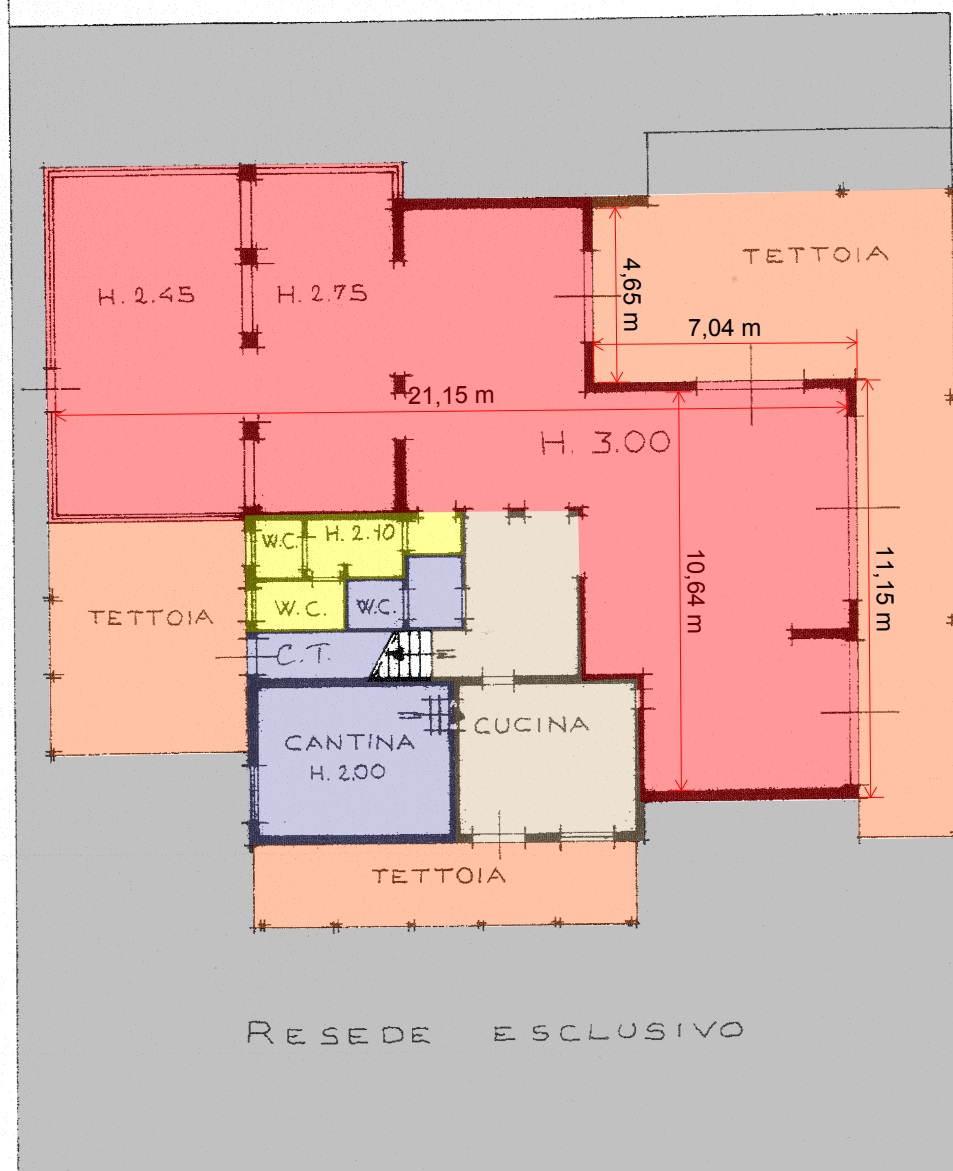 TETTOIA
H. 2.45
H. 2.75
4,65 m
7,04 m
21,15 m
H. 3.00
W.C.
H. 2.10
10,64 m
11,15 m
W.C.
W.C.
TETTOIA
C.T.
CUCINA
CANTINA
H. 2.00
TETTOIA
RESEDE ESCLUSIVO